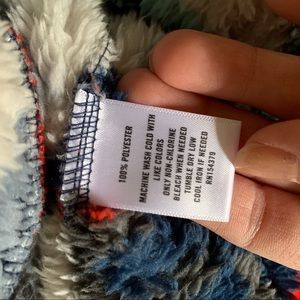 100% POLYESTER
MACHINE WASH COLD WITH
LIKE COLORS
ONLY NON-CHLORINE
BLEACH WHEN NEEDED
TUMBLE DRY LOW
COOL IRON IF NEEDED
RN154379